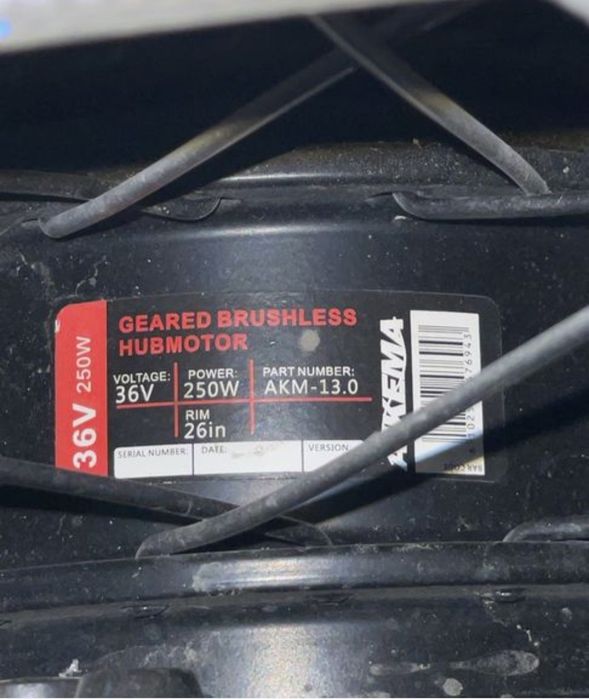 36V 250W
GEARED BRUSHLESS
HUBMOTOR
VOLTAGE: POWER: PART NUMBER:
36V 250W AKM-13.0
RIM
26in
SERIAL NUMBER: DATE: VERSION